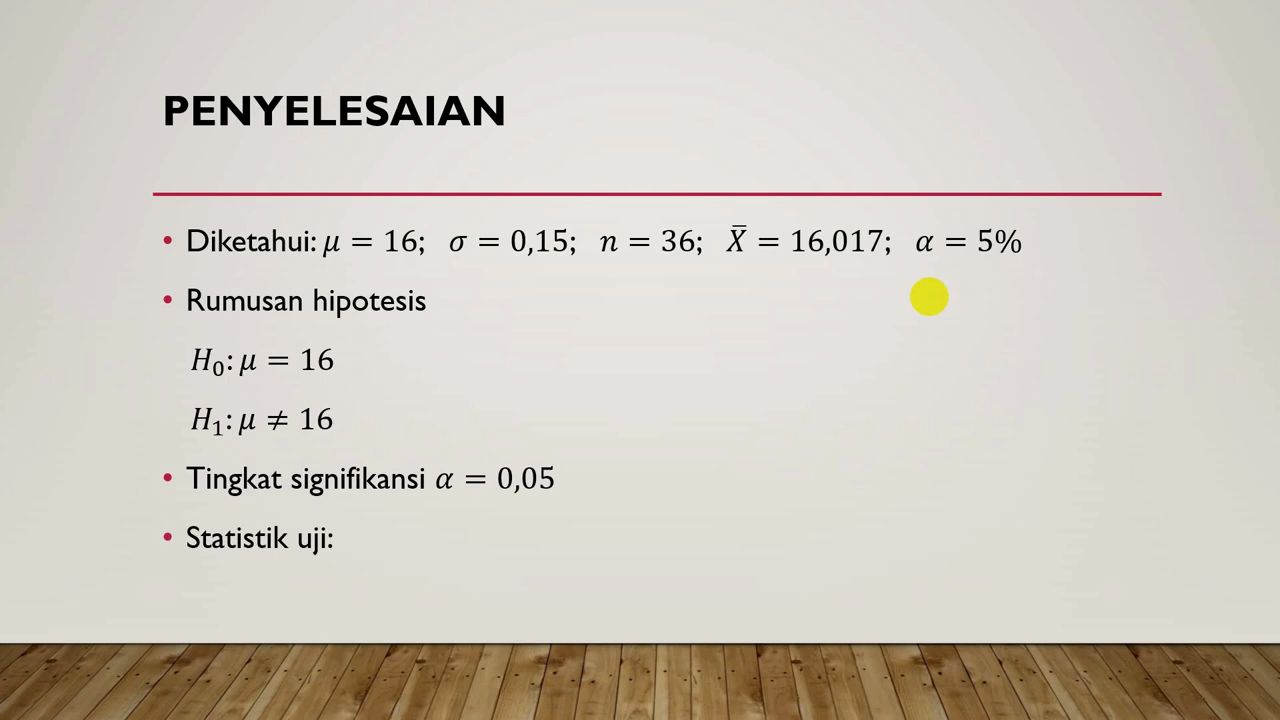 PENYELESAIAN
• Diketahui: μ = 16; σ = 0,15; n = 36; X̄ = 16,017; α = 5%
• Rumusan hipotesis
H₀: μ = 16
H₁: μ ≠ 16
• Tingkat signifikansi α = 0,05
• Statistik uji: